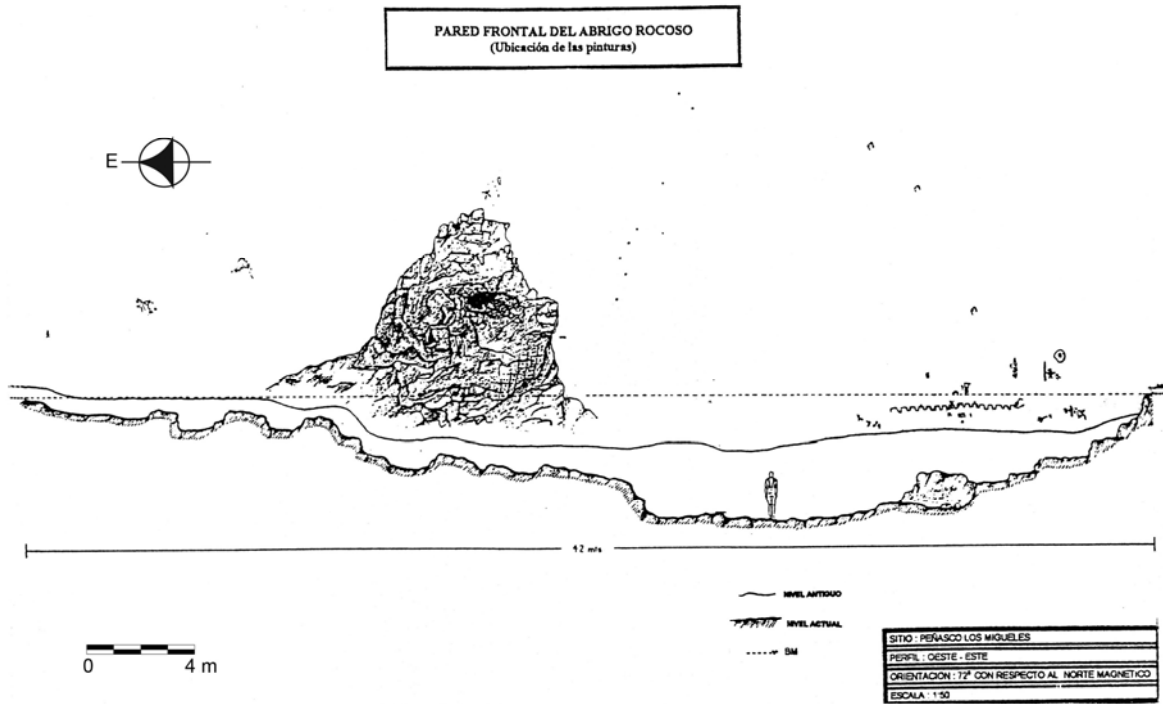 PARED FRONTAL DEL ABRIGO ROCOSO
(Ubicación de las pinturas)
E
42 mts
NIVEL ANTIGUO
NIVEL ACTUAL
BM
0 4 m
SITIO : PEÑASCO LOS MIGUELES
PERFIL : OESTE - ESTE
ORIENTACION : 72° CON RESPECTO AL NORTE MAGNETICO
ESCALA : 1:50